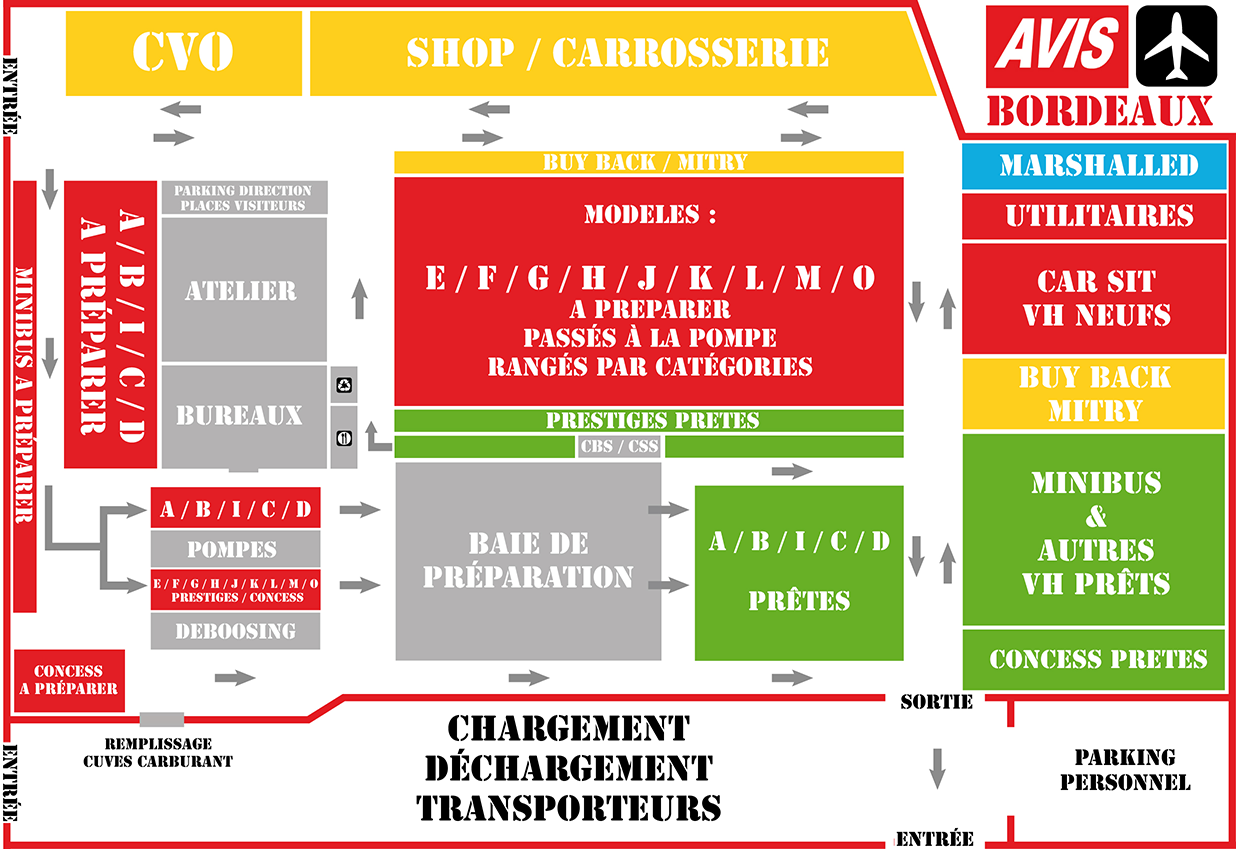 CVO
SHOP / CARROSSERIE
AVIS
BORDEAUX
ENTRÉE
BUY BACK / MITRY
MARSHALLED
UTILITAIRES
CAR SIT
VH NEUFS
BUY BACK
MITRY
MINIBUS
&
AUTRES
VH PRÊTS
CONCESS PRETES
MINIBUS A PRÉPARER
A / B / I / C / D
A PRÉPARER
PARKING DIRECTION
PLACES VISITEURS
ATELIER
BUREAUX
MODELES :
E / F / G / H / J / K / L / M / O
A PREPARER
PASSÉS À LA POMPE
RANGÉS PAR CATÉGORIES
PRESTIGES PRETES
CBS / CSS
A / B / I / C / D
POMPES
E / F / G / H / J / K / L / M / O
PRESTIGES / CONCESS
DEBOOSING
BAIE DE
PRÉPARATION
A / B / I / C / D
PRÊTES
CONCESS
A PRÉPARER
REMPLISSAGE
CUVES CARBURANT
ENTRÉE
CHARGEMENT
DÉCHARGEMENT
TRANSPORTEURS
SORTIE
ENTRÉE
PARKING
PERSONNEL